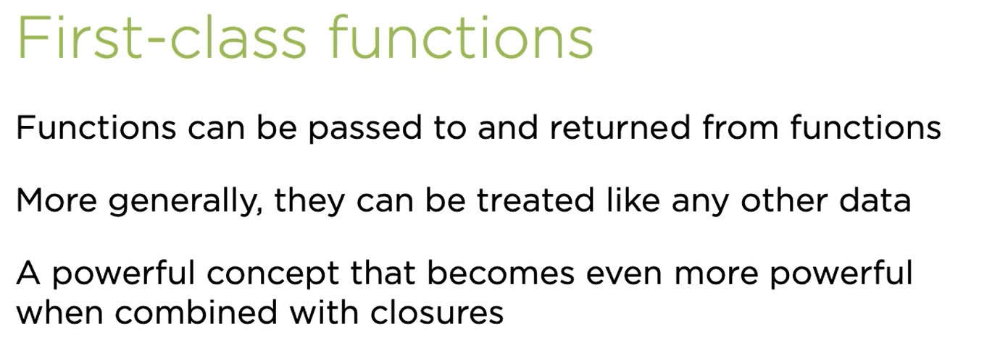 First-class functions
Functions can be passed to and returned from functions
More generally, they can be treated like any other data
A powerful concept that becomes even more powerful
when combined with closures